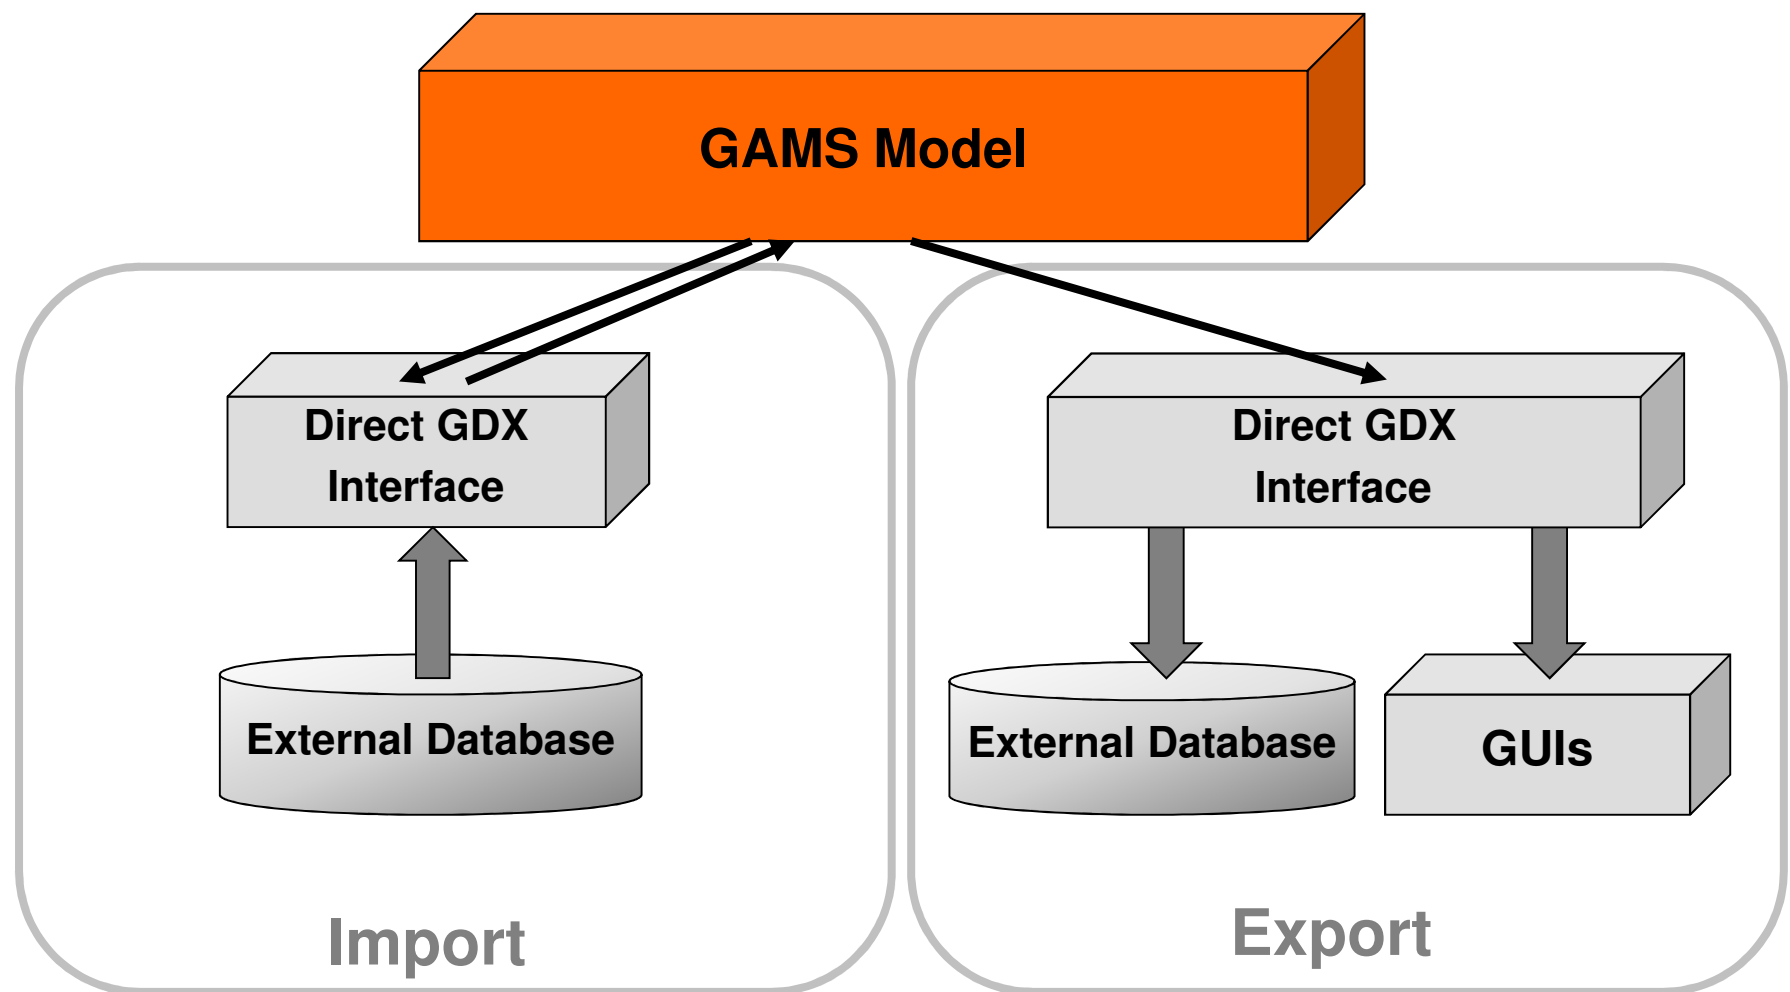 GAMS Model
Direct GDX
Interface
External Database
Import
Direct GDX
Interface
External Database
GUIs
Export